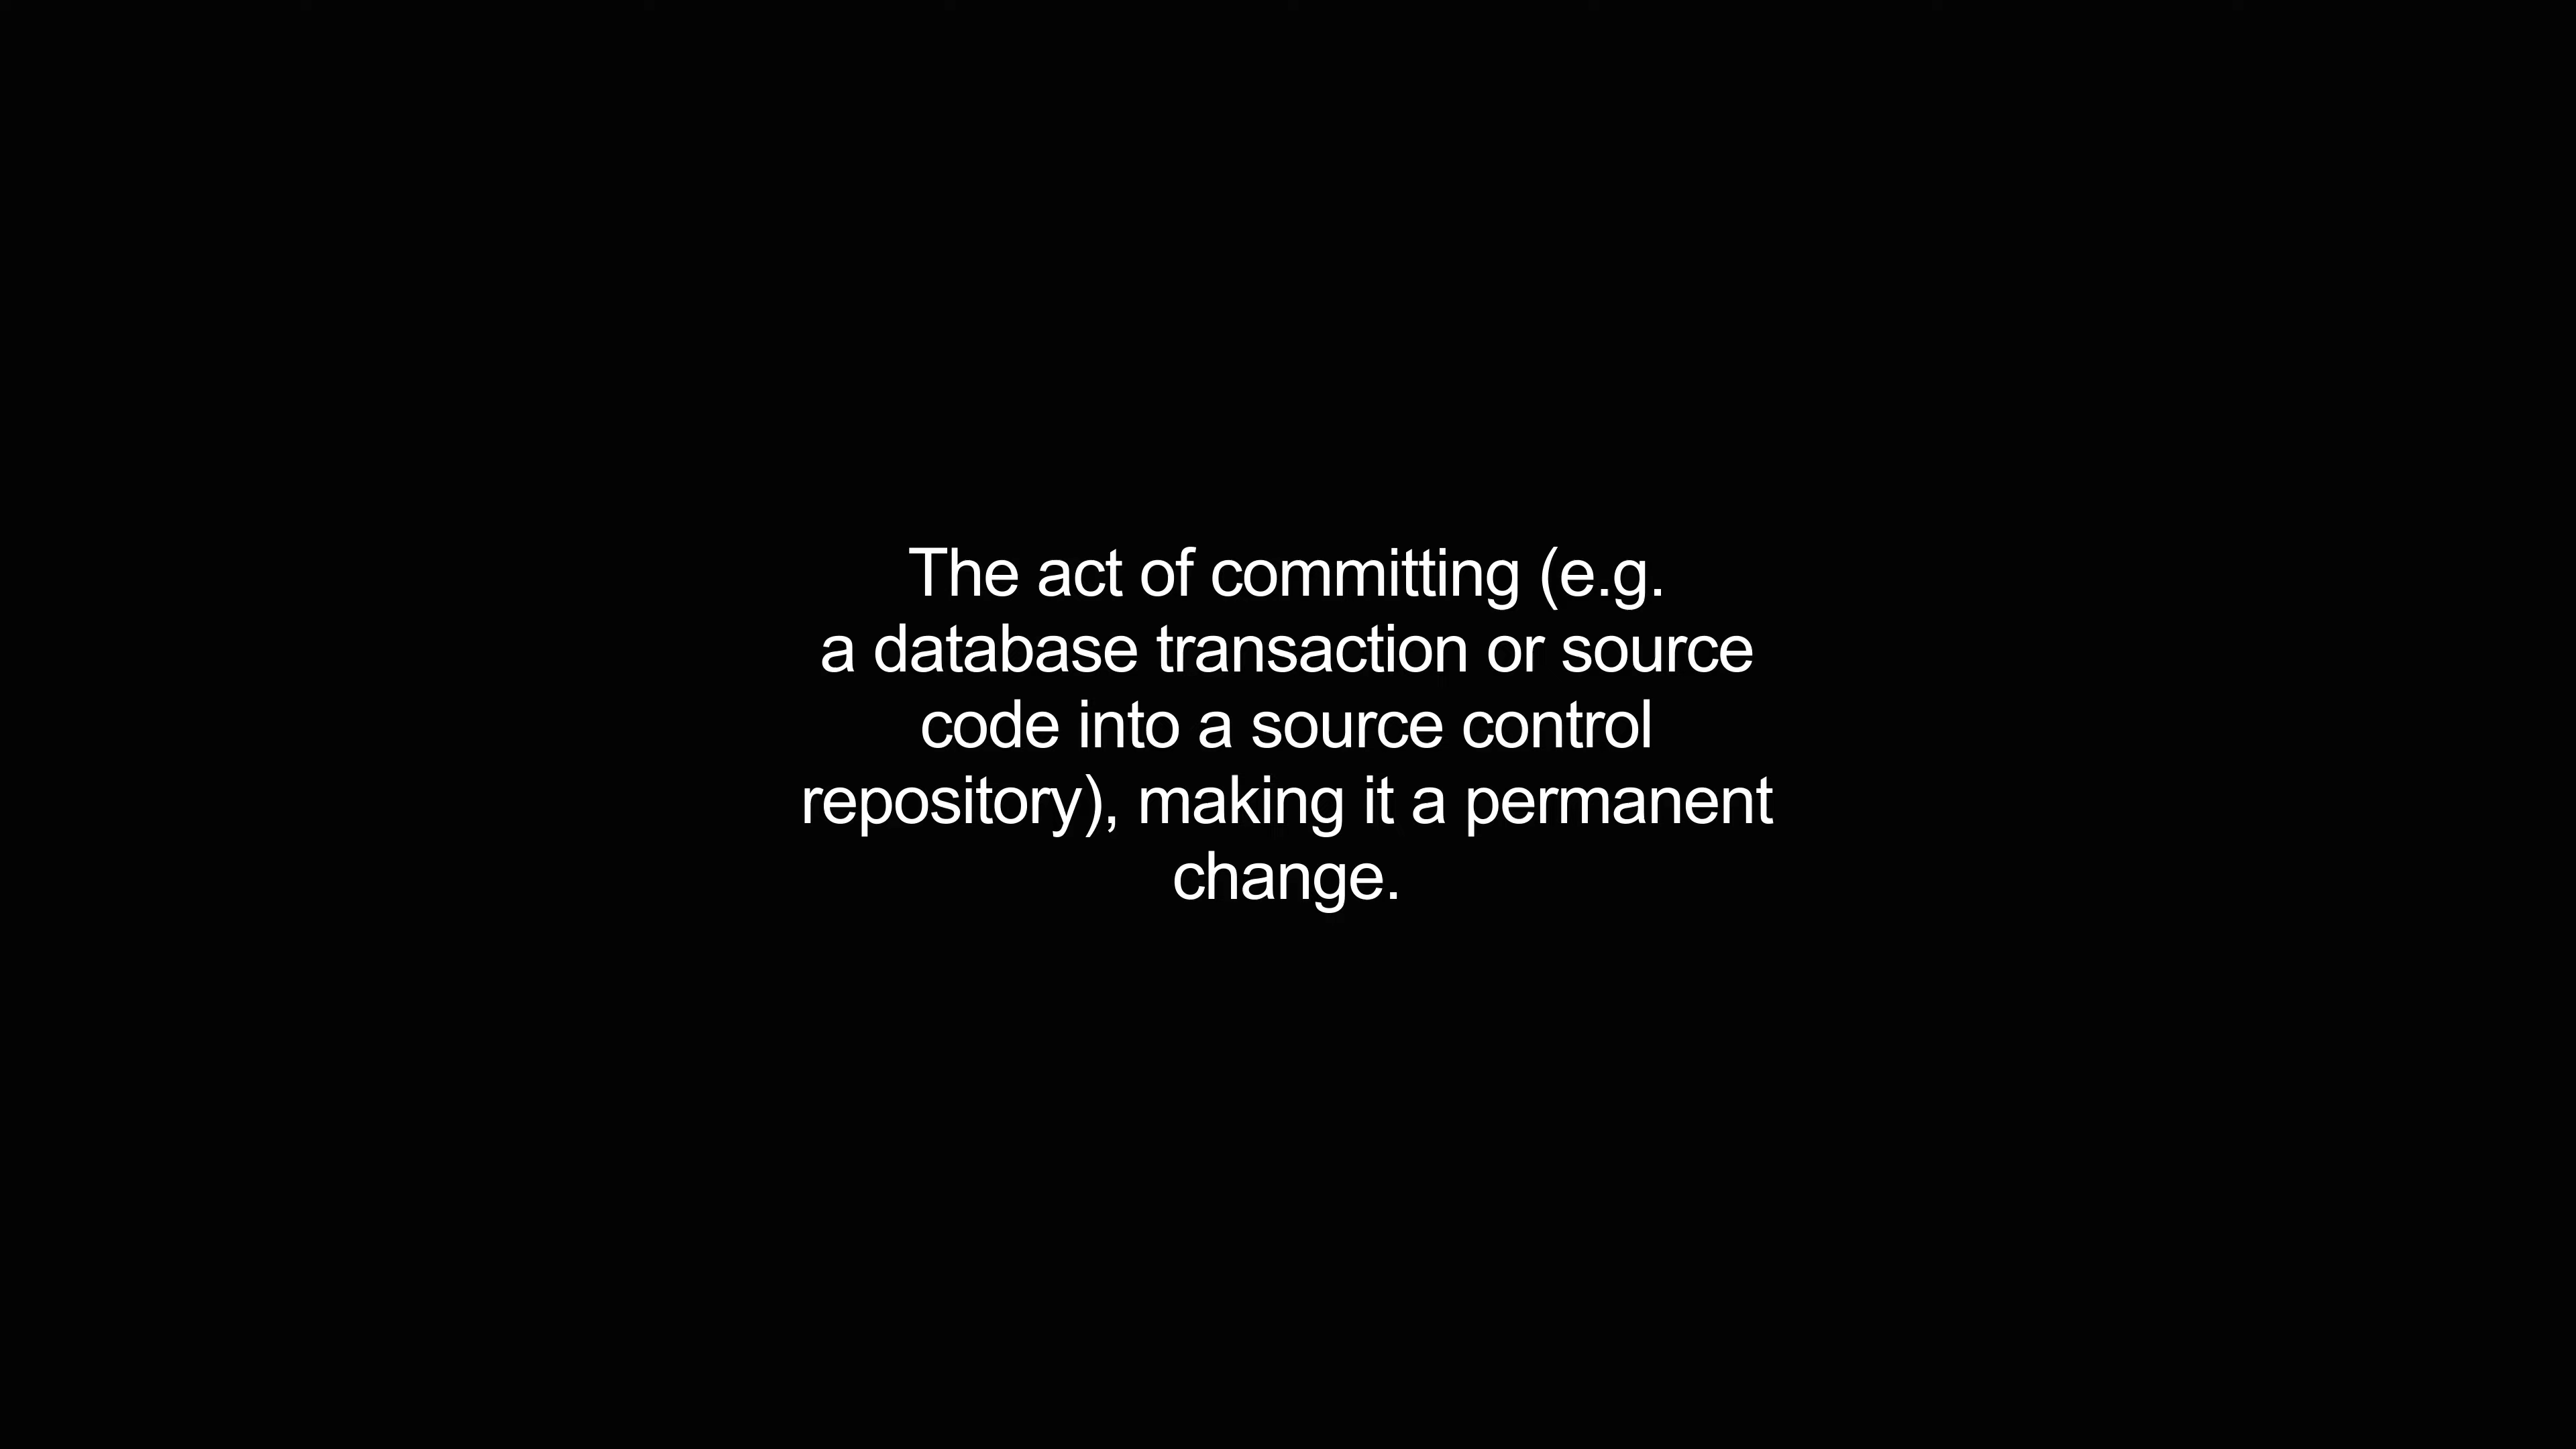 The act of committing (e.g.
a database transaction or source
code into a source control
repository), making it a permanent
change.